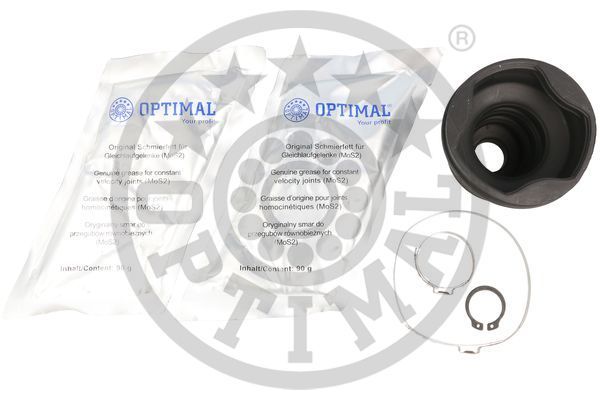 OPTIMAL
Your profit
Original Schmierfett für
Gleichlaufgelenke (MoS2)
Genuine grease for constant
velocity joints (MoS2)
Graisse d'origine pour joints
homocinétiques (MoS2)
Oryginalny smar do
przegubów równobieżnych
(MoS2)
Inhalt/Content: 90 g
OPTIMAL®
Your profit
Original Schmierfett für
Gleichlaufgelenke (MoS2)
Genuine grease for constant
velocity joints (MoS2)
Graisse d'origine pour joints
homocinétiques (MoS2)
Oryginalny smar do
przegubów równobieżnych
(MoS2)
Inhalt/Content: 90 g
OPTIMAL
®